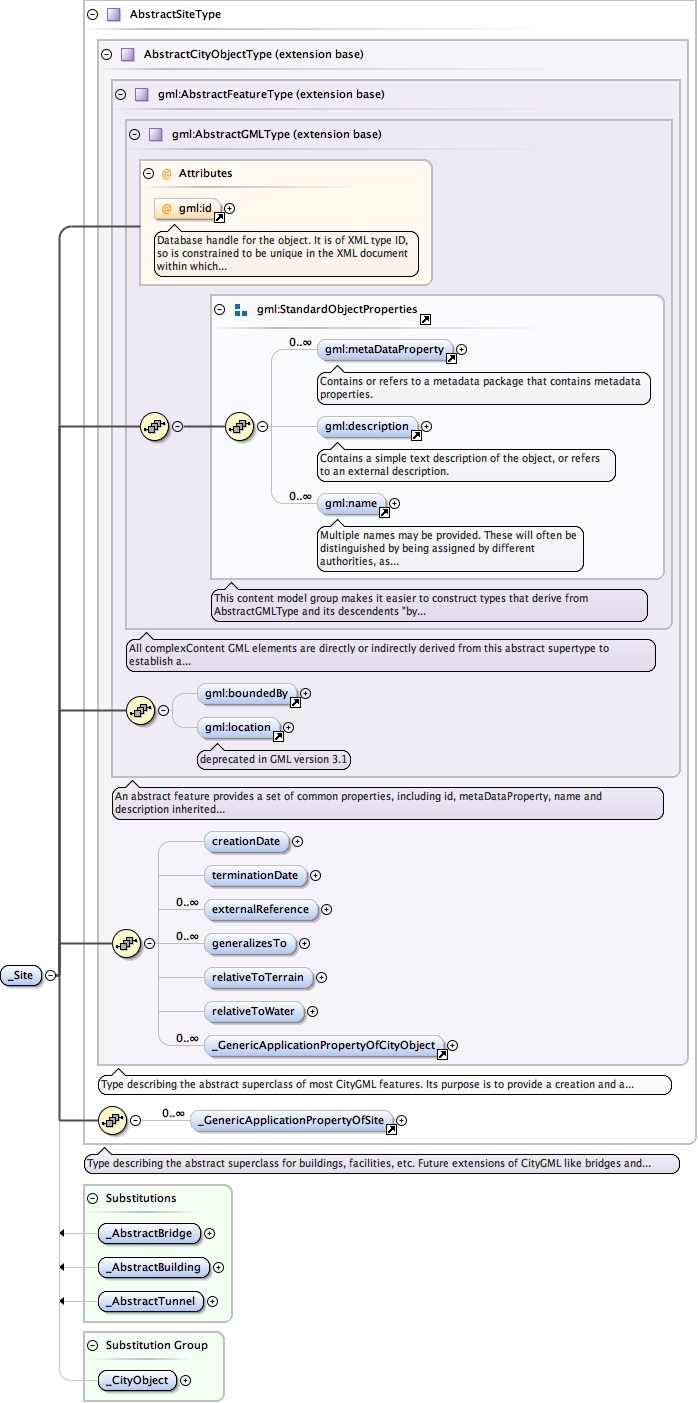 AbstractSiteType
AbstractCityObjectType (extension base)
gml:AbstractFeatureType (extension base)
gml:AbstractGMLType (extension base)
@ Attributes
@ gml:id
Database handle for the object. It is of XML type ID,
so is constrained to be unique in the XML document
within which...
gml:StandardObjectProperties
0..∞
gml:metaDataProperty
Contains or refers to a metadata package that contains metadata
properties.
gml:description
Contains a simple text description of the object, or refers
to an external description.
0..∞
gml:name
Multiple names may be provided. These will often be
distinguished by being assigned by different
authorities, as...
This content model group makes it easier to construct types that derive from
AbstractGMLType and its descendents "by...
All complexContent GML elements are directly or indirectly derived from this abstract supertype to
establish a...
gml:boundedBy
gml:location
deprecated in GML version 3.1
An abstract feature provides a set of common properties, including id, metaDataProperty, name and
description inherited...
creationDate
terminationDate
0..∞
externalReference
0..∞
generalizesTo
_Site
relativeToTerrain
relativeToWater
0..∞
_GenericApplicationPropertyOfCityObject
Type describing the abstract superclass of most CityGML features. Its purpose is to provide a creation and a...
0..∞
_GenericApplicationPropertyOfSite
Type describing the abstract superclass for buildings, facilities, etc. Future extensions of CityGML like bridges and...
Substitutions
_AbstractBridge
_AbstractBuilding
_AbstractTunnel
Substitution Group
_CityObject